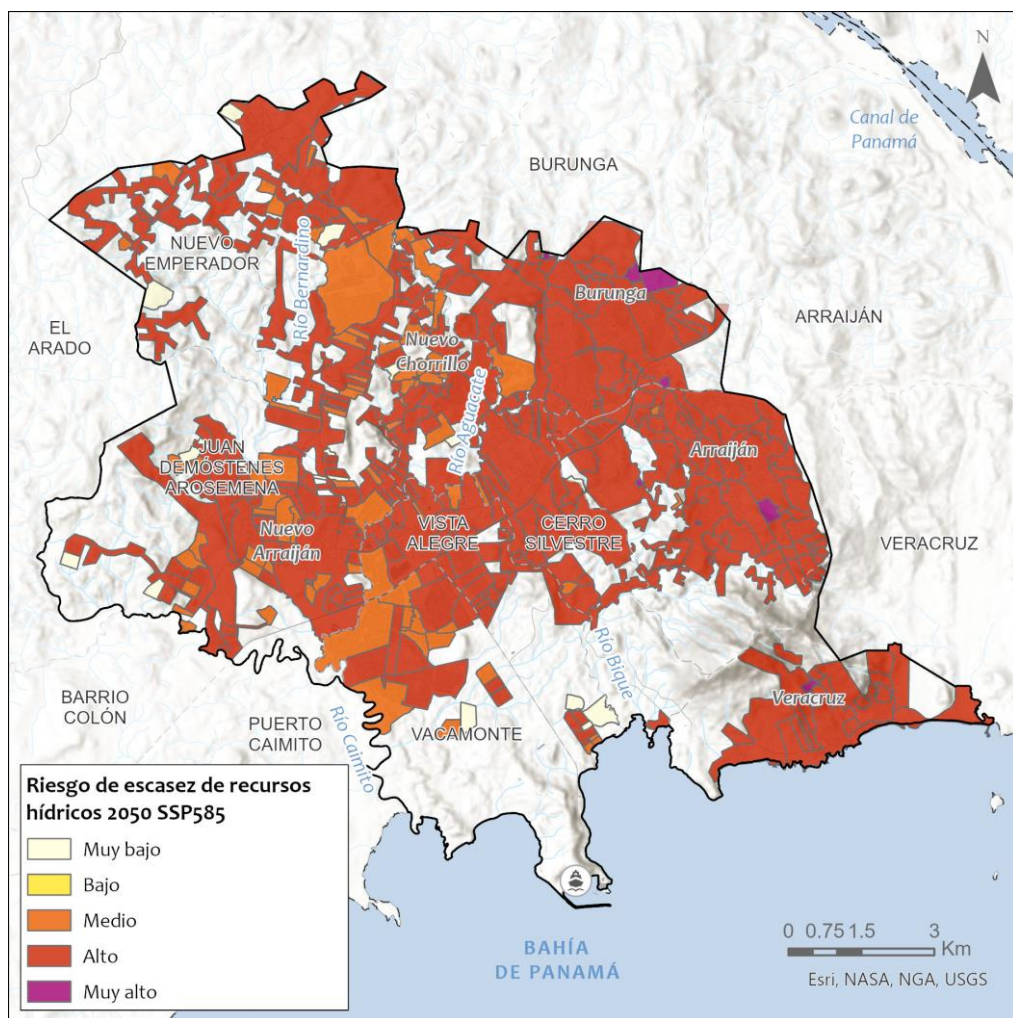 N
Canal de
Panamá
BURUNGA
NUEVO
EMPERADOR
Río Bernardino
Burunga
EL
ARADO
ARRAIJÁN
Nuevo
Chorrillo
Río Aguacate
Arraiján
JUAN
DEMÓSTENES
AROSEMENA
Nuevo
Arraiján
VISTA
ALEGRE
CERRO
SILVESTRE
VERACRUZ
Río Bique
Veracruz
BARRIO
COLÓN
PUERTO
CAIMITO
Río Caimito
VACAMONTE
Riesgo de escasez de recursos
hídricos 2050 SSP585
Muy bajo
Bajo
Medio
Alto
Muy alto
BAHÍA
DE PANAMÁ
0 0.75 1.5 3
Km
Esri, NASA, NGA, USGS